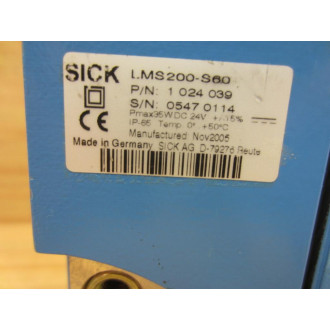 SICK LMS200-S60
P/N: 1 024 039
S/N: 0547 0114
Pmax35W DC 24V +/-15%
CE IP-65 Temp 0° +50°C
Manufactured Nov2005
Made in Germany SICK AG D-79276 Reute